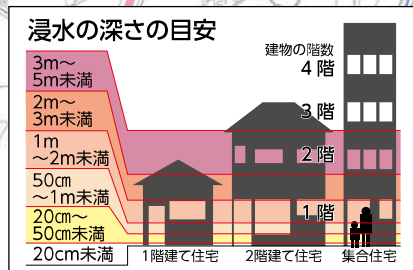 浸水の深さの目安
建物の階数
4階
3階
2階
1階
3m〜
5m未満
2m〜
3m未満
1m
〜2m未満
50㎝
〜1m未満
20㎝〜
50㎝未満
20cm未満
1階建て住宅
2階建て住宅
集合住宅